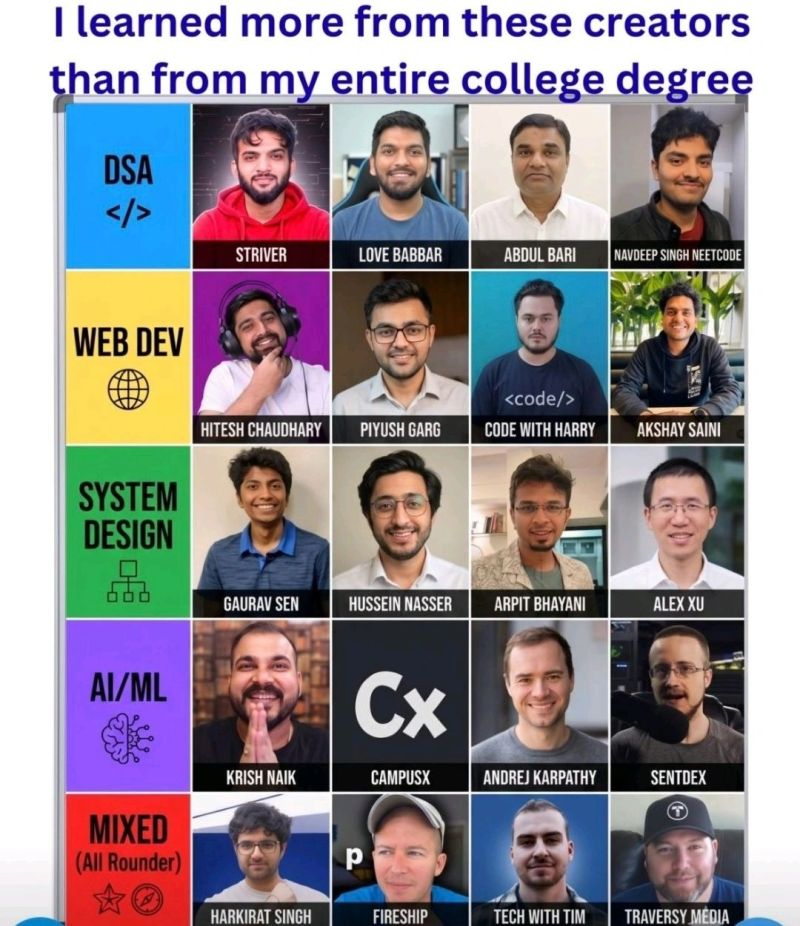 I learned more from these creators
than from my entire college degree
DSA
</>
STRIVER
LOVE BABBAR
ABDUL BARI
NAVDEEP SINGH NEETCODE
WEB DEV
HITESH CHAUDHARY
PIYUSH GARG
<code/>
CODE WITH HARRY
AKSHAY SAINI
SYSTEM
DESIGN
GAURAV SEN
HUSSEIN NASSER
ARPIT BHAYANI
ALEX XU
AI/ML
KRISH NAIK
Cx
CAMPUSX
ANDREJ KARPATHY
SENTDEX
MIXED
(All Rounder)
HARKIRAT SINGH
p
FIRESHIP
TECH WITH TIM
T
TRAVERSY MEDIA